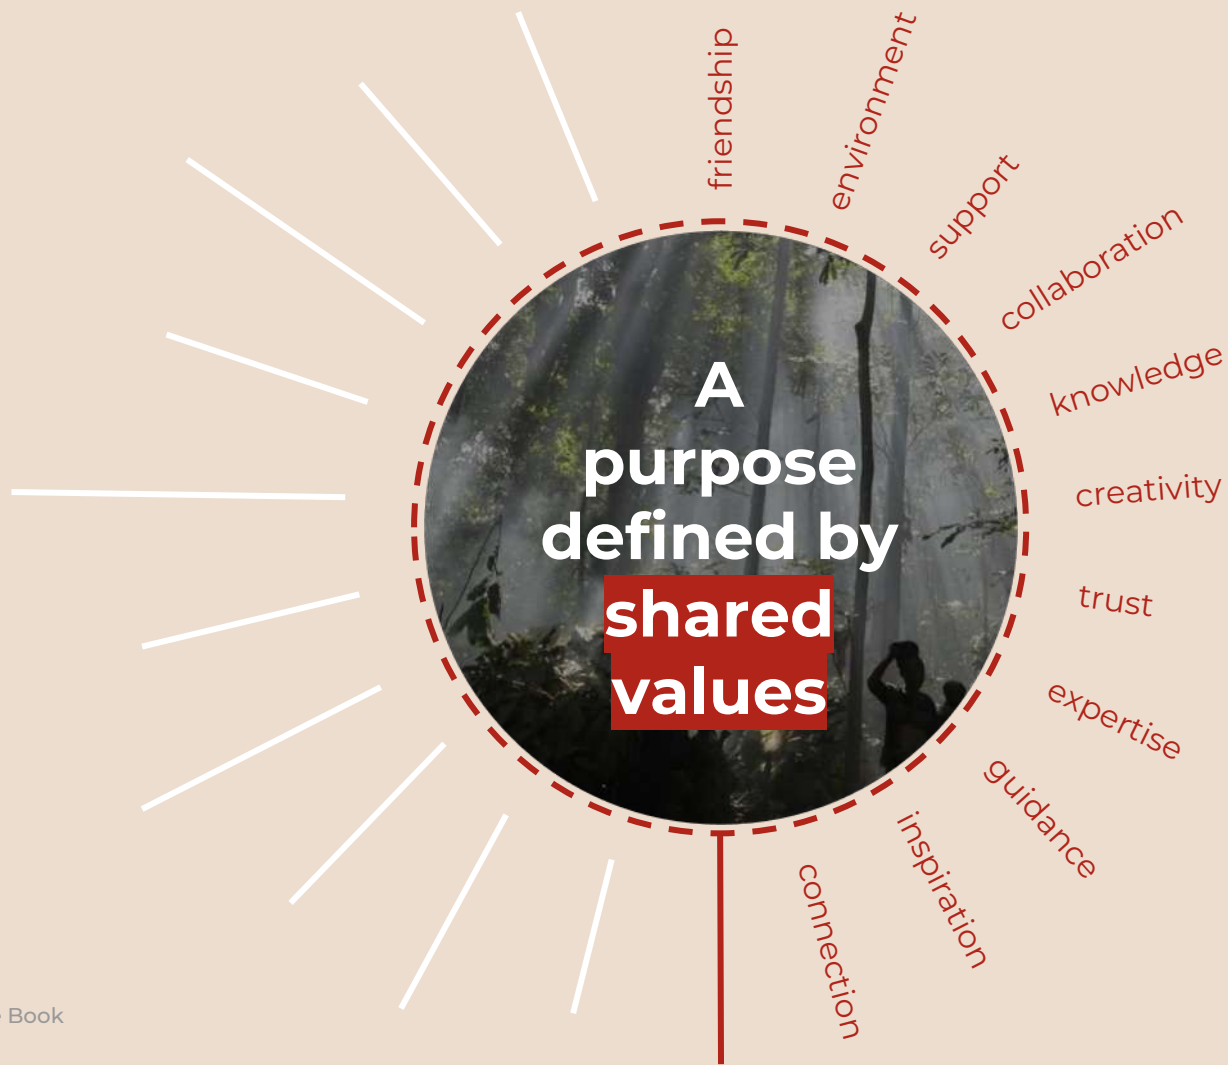 friendship
environment
support
collaboration
knowledge
creativity
trust
expertise
guidance
inspiration
connection
A
purpose
defined by
shared
values
Book